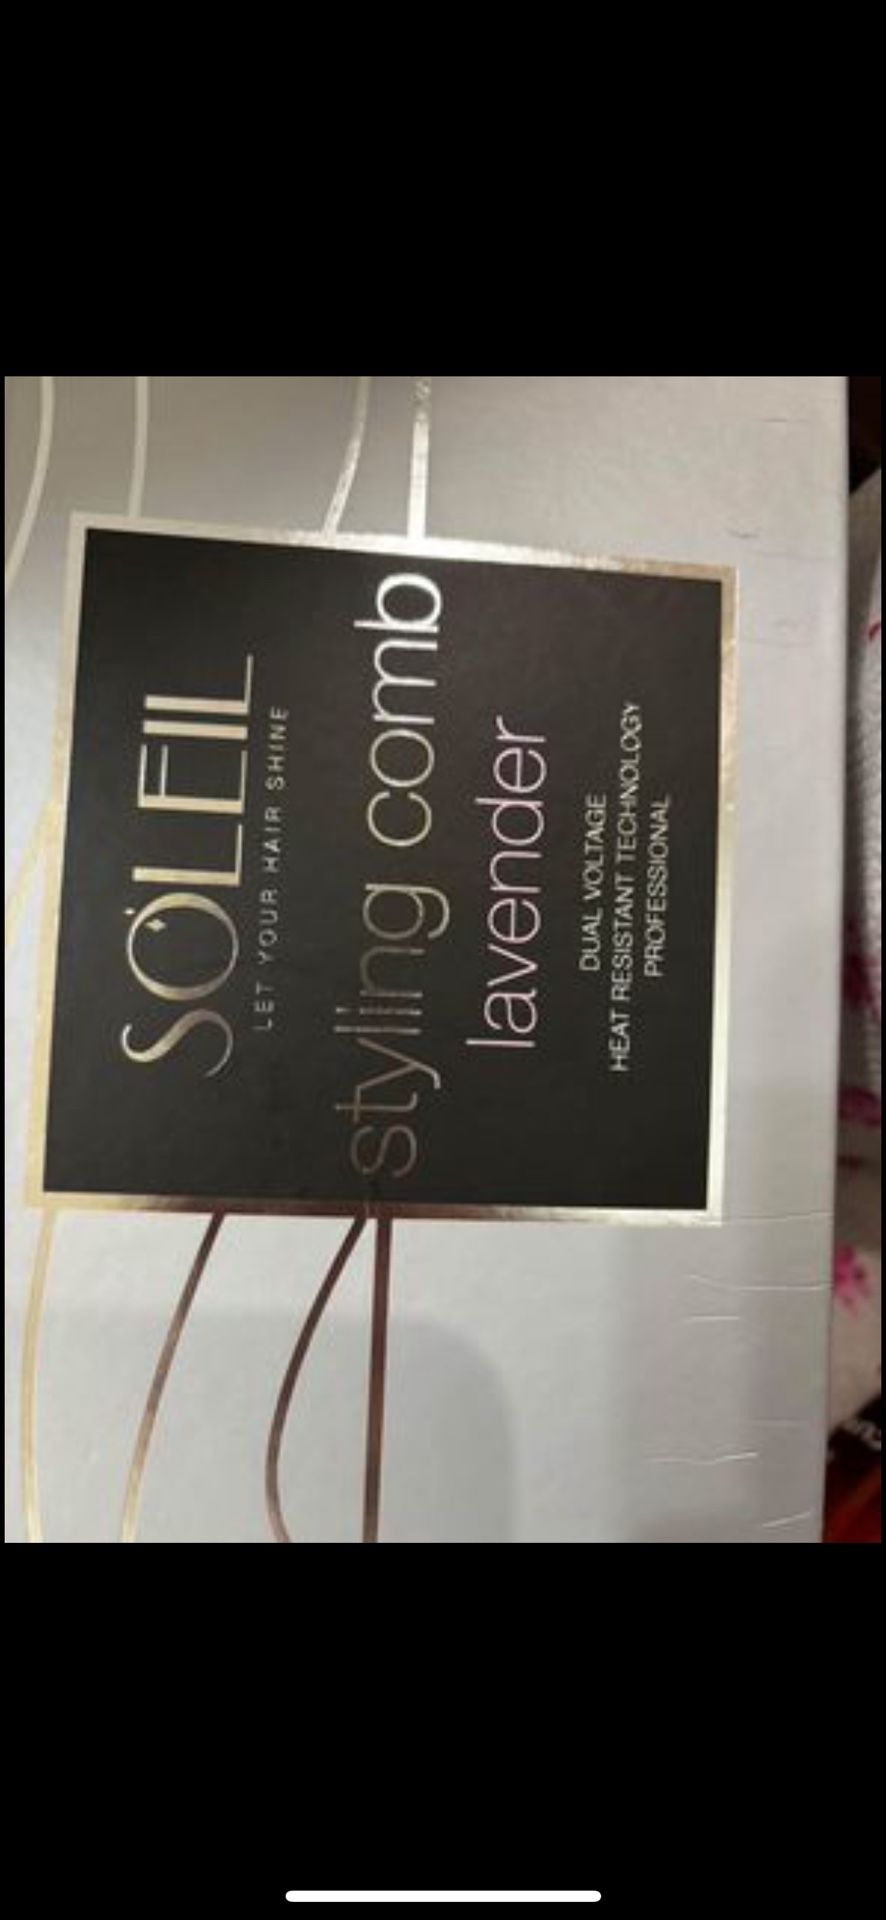 SOLEIL
LET YOUR HAIR SHINE
styling comb
lavender
DUAL VOLTAGE
HEAT RESISTANT TECHNOLOGY
PROFESSIONAL